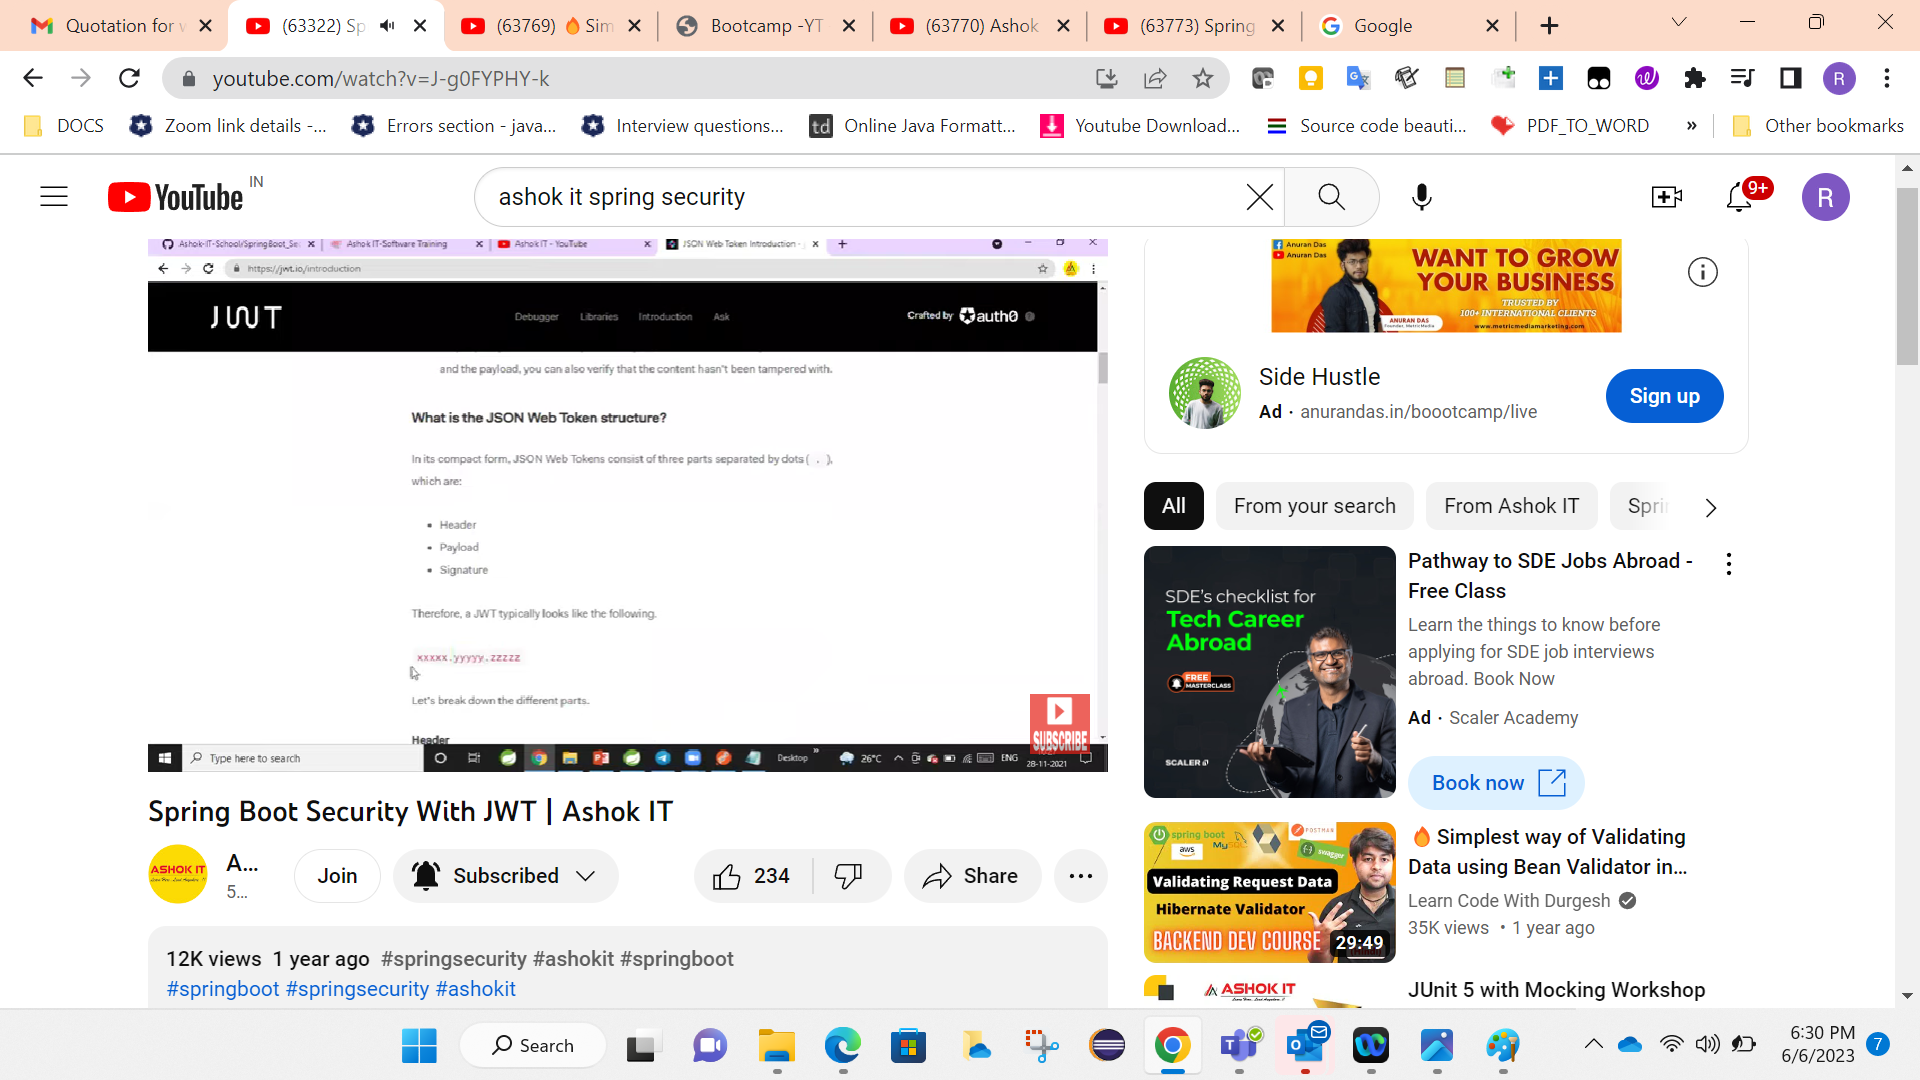 Quotation for w
(63322) Sp
(63769) 🔥 Sim
Bootcamp -YT
(63770) Ashok
(63773) Spring
Google
youtube.com/watch?v=J-g0FYPHY-k
R
DOCS
Zoom link details -...
Errors section - java...
Interview questions...
td
Online Java Formatt...
Youtube Download...
Source code beauti...
PDF_TO_WORD
»
Other bookmarks
YouTube IN
ashok it spring security
9+
R
Ashok-IT-School/SpringBoot_Se
Ashok IT-Software Training
Ashok IT - YouTube
JSON Web Token Introduction -
https://jwt.io/introduction
JWT
Debugger
Libraries
Introduction
Ask
Crafted by auth0
and the payload, you can also verify that the content hasn't been tampered with.
What is the JSON Web Token structure?
In its compact form, JSON Web Tokens consist of three parts separated by dots ( . ),
which are:
• Header
• Payload
• Signature
Therefore, a JWT typically looks like the following.
xxxxx.yyyyy.zzzzz
Let's break down the different parts.
Header
SUBSCRIBE
Type here to search
Desktop
26°C
ENG
28-11-2021
Spring Boot Security With JWT | Ashok IT
ASHOK IT
A...
5...
Join
Subscribed
234
Share
12K views 1 year ago #springsecurity #ashokit #springboot
#springboot #springsecurity #ashokit
Anuran Das
Anuran Das
WANT TO GROW
YOUR BUSINESS
TRUSTED BY
100+ INTERNATIONAL CLIENTS
www.metricmediamarketing.com
ANURAN DAS
Founder, MetricMedia
Side Hustle
Ad · anurandas.in/boootcamp/live
Sign up
All
From your search
From Ashok IT
Spri
SDE's checklist for
Tech Career
Abroad
FREE
MASTERCLASS
SCALER
Pathway to SDE Jobs Abroad -
Free Class
Learn the things to know before
applying for SDE job interviews
abroad. Book Now
Ad · Scaler Academy
Book now
spring boot
aws
MySQL
POSTMAN
swagger
Validating Request Data
Hibernate Validator
BACKEND DEV COURSE
29:49
🔥 Simplest way of Validating
Data using Bean Validator in...
Learn Code With Durgesh
35K views • 1 year ago
ASHOK IT
JUnit 5 with Mocking Workshop
Search
6:30 PM
6/6/2023
7